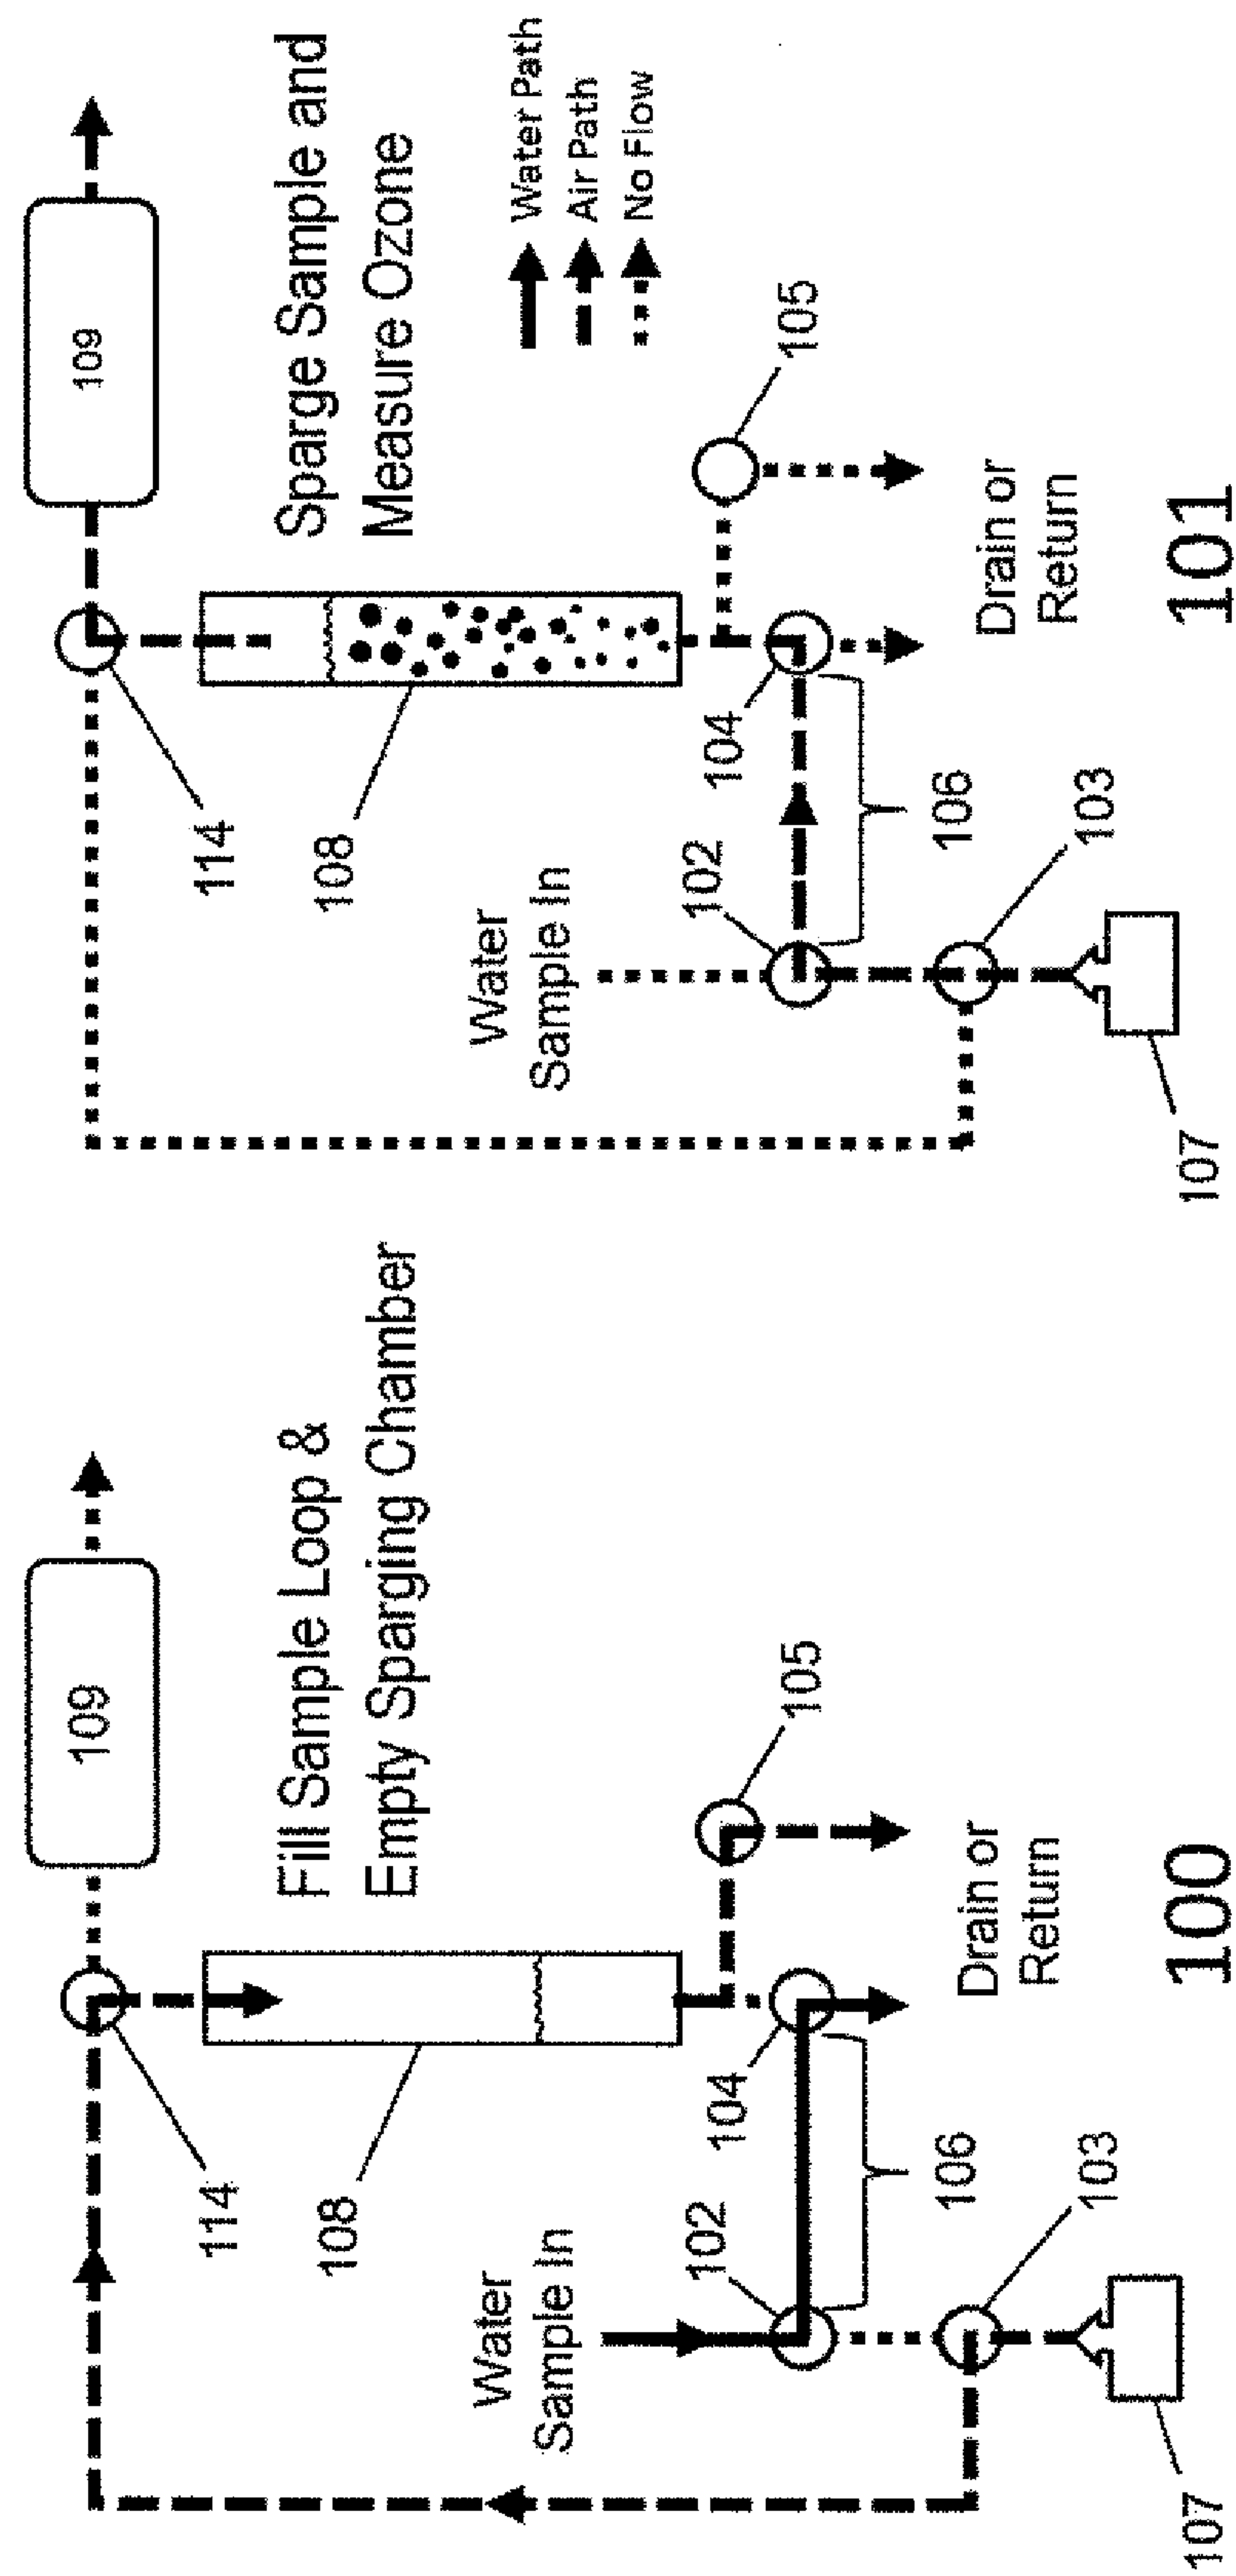 109
Fill Sample Loop &
Empty Sparging Chamber
114
108
Water
Sample In
102
104
105
106
103
107
Drain or
Return
100
109
Sparge Sample and
Measure Ozone
Water Path
Air Path
No Flow
114
108
Water
Sample In
102
104
105
106
103
107
Drain or
Return
101